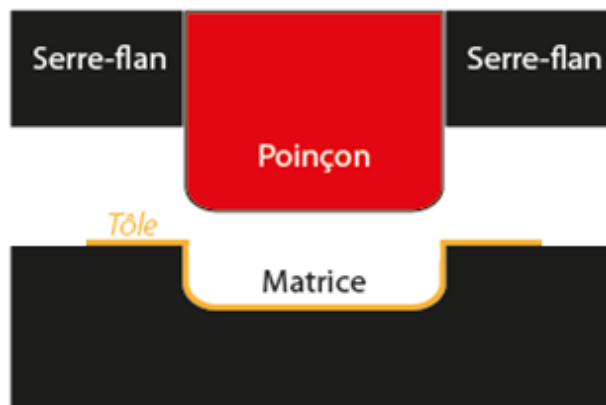 Serre-flan
Serre-flan
Poinçon
Tôle
Matrice